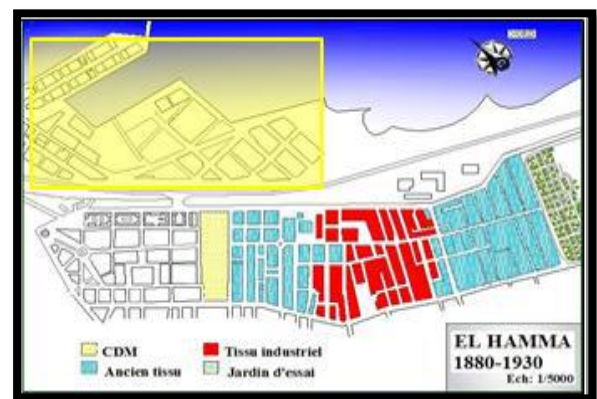 CDM
Ancien tissu
Tissu industriel
Jardin d'essai
EL HAMMA
1880-1930
Ech: 1/5000